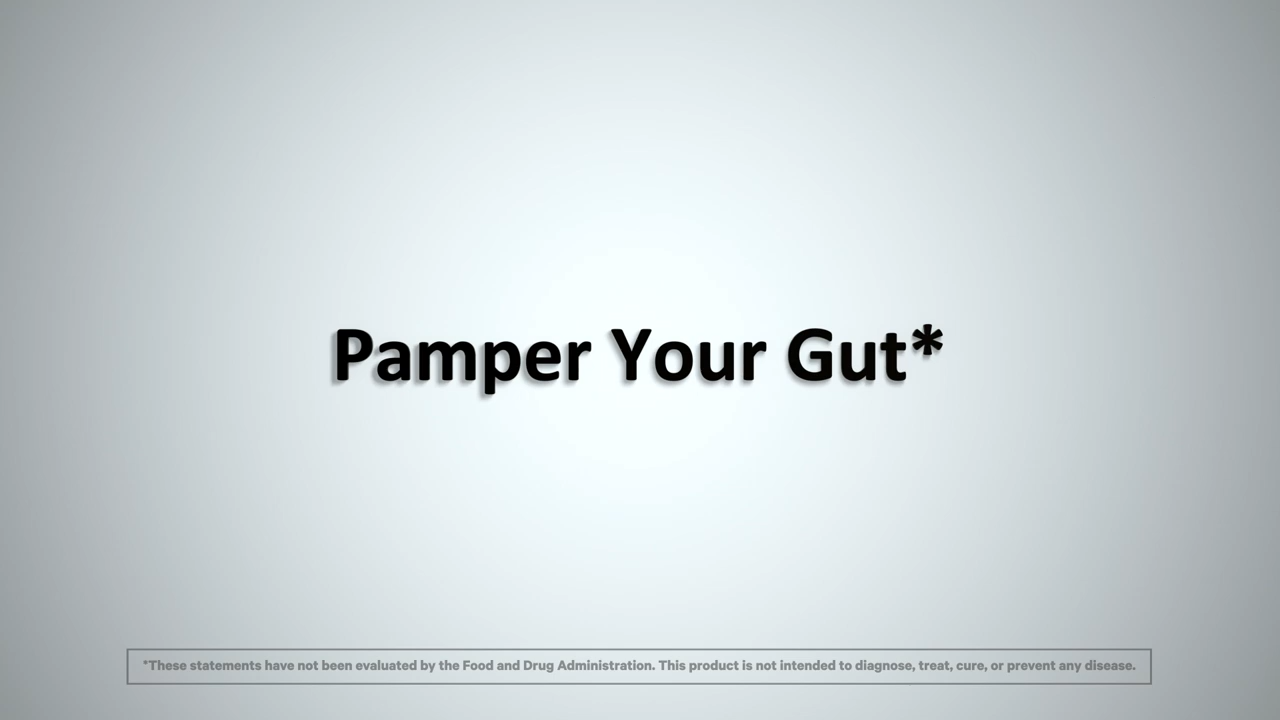 Pamper Your Gut*
*These statements have not been evaluated by the Food and Drug Administration. This product is not intended to diagnose, treat, cure, or prevent any disease.